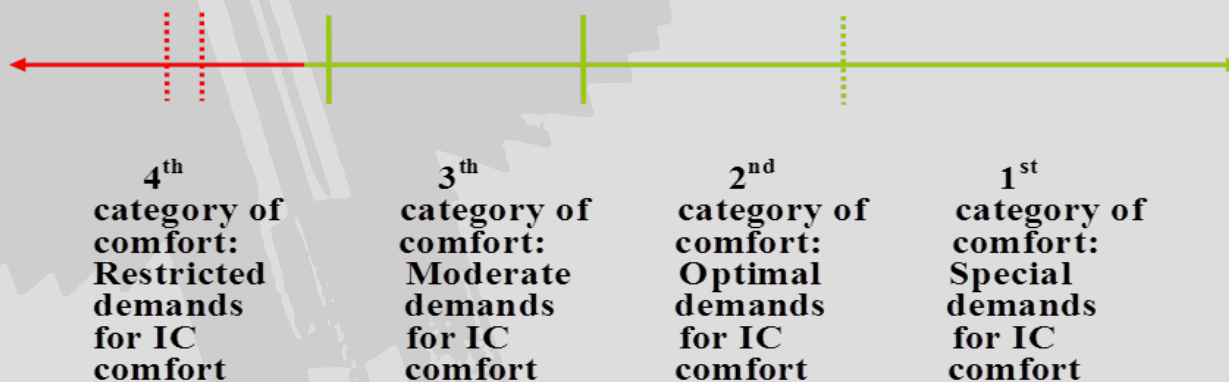 4th
category of
comfort:
Restricted
demands
for IC
comfort
3th
category of
comfort:
Moderate
demands
for IC
comfort
2nd
category of
comfort:
Optimal
demands
for IC
comfort
1st
category of
comfort:
Special
demands
for IC
comfort